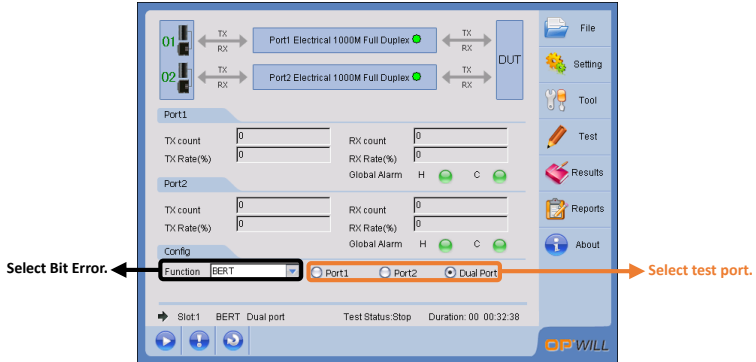 01
TX
RX
Port1 Electrical 1000M Full Duplex
TX
RX
DUT
02
TX
RX
Port2 Electrical 1000M Full Duplex
TX
RX
Port1
TX count 0 RX count 0
TX Rate(%) 0 RX Rate(%) 0
Global Alarm H C
Port2
TX count 0 RX count 0
TX Rate(%) 0 RX Rate(%) 0
Global Alarm H C
Config
Select Bit Error.
Function BERT Port1 Port2 Dual Port
Select test port.
Slot:1 BERT Dual port Test Status:Stop Duration: 00 00:32:38
File
Setting
Tool
Test
Results
Reports
About
OPWILL